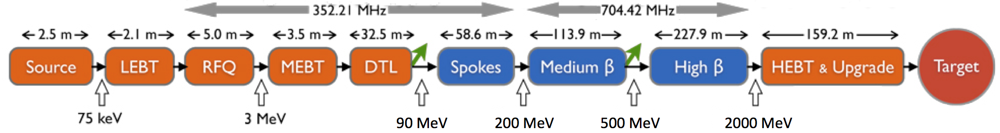 352.21 MHz 704.42 MHz
2.5 m 2.1 m 5.0 m 3.5 m 32.5 m 58.6 m 113.9 m 227.9 m 159.2 m
Source LEBT RFQ MEBT DTL Spokes Medium β High β HEBT & Upgrade Target
75 keV 3 MeV 90 MeV 200 MeV 500 MeV 2000 MeV